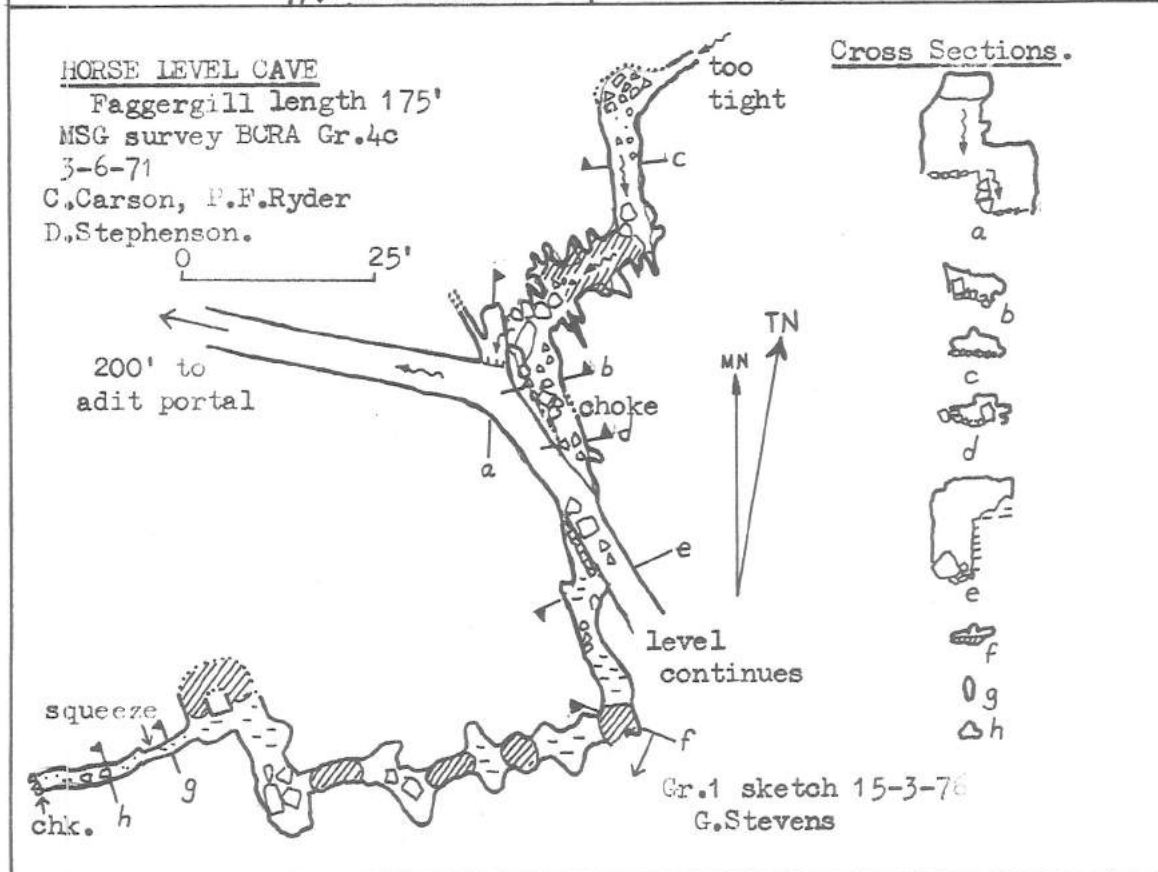 HORSE LEVEL CAVE
Faggergill length 175'
MSG survey BCRA Gr.4c
3-6-71
C.Carson, P.F.Ryder
D.Stephenson.
0 25'
too
tight
c
Cross Sections.
a
b
c
d
e
f
g
h
200' to
adit portal
a
b
choke
d
MN
TN
e
level
continues
squeeze
g
h
chk.
f
Gr.1 sketch 15-3-76
G.Stevens